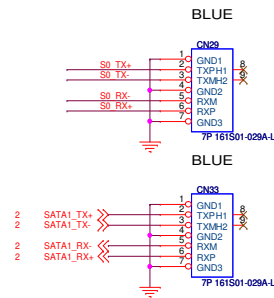 BLUE
CN29
1 GND1
S0_TX+ 2 TXPH1 8
S0_TX- 3 TXMH2 9
4 GND2
S0_RX- 5 RXM
S0_RX+ 6 RXP
7 GND3
7P 161S01-029A-L
BLUE
CN33
1 GND1
2 SATA1_TX+ 2 TXPH1 8
2 SATA1_TX- 3 TXMH2 9
4 GND2
2 SATA1_RX- 5 RXM
2 SATA1_RX+ 6 RXP
7 GND3
7P 161S01-029A-L